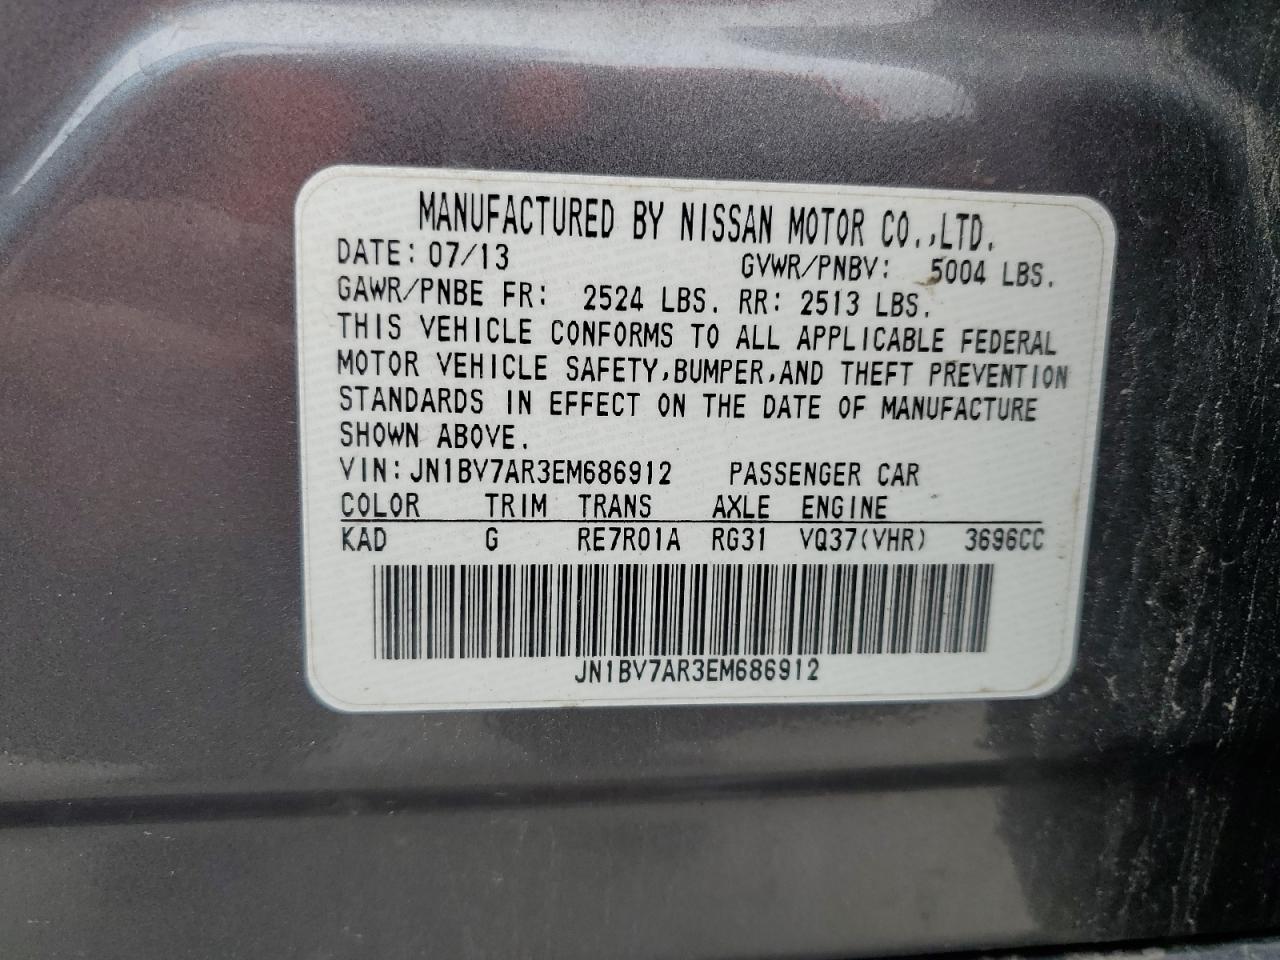 MANUFACTURED BY NISSAN MOTOR CO.,LTD.
DATE: 07/13 GVWR/PNBV: 5004 LBS.
GAWR/PNBE FR: 2524 LBS. RR: 2513 LBS.
THIS VEHICLE CONFORMS TO ALL APPLICABLE FEDERAL
MOTOR VEHICLE SAFETY,BUMPER,AND THEFT PREVENTION
STANDARDS IN EFFECT ON THE DATE OF MANUFACTURE
SHOWN ABOVE.
VIN:JN1BV7AR3EM686912 PASSENGER CAR
COLOR TRIM TRANS AXLE ENGINE
KAD G RE7R01A RG31 VQ37(VHR) 3696CC
JN1BV7AR3EM686912